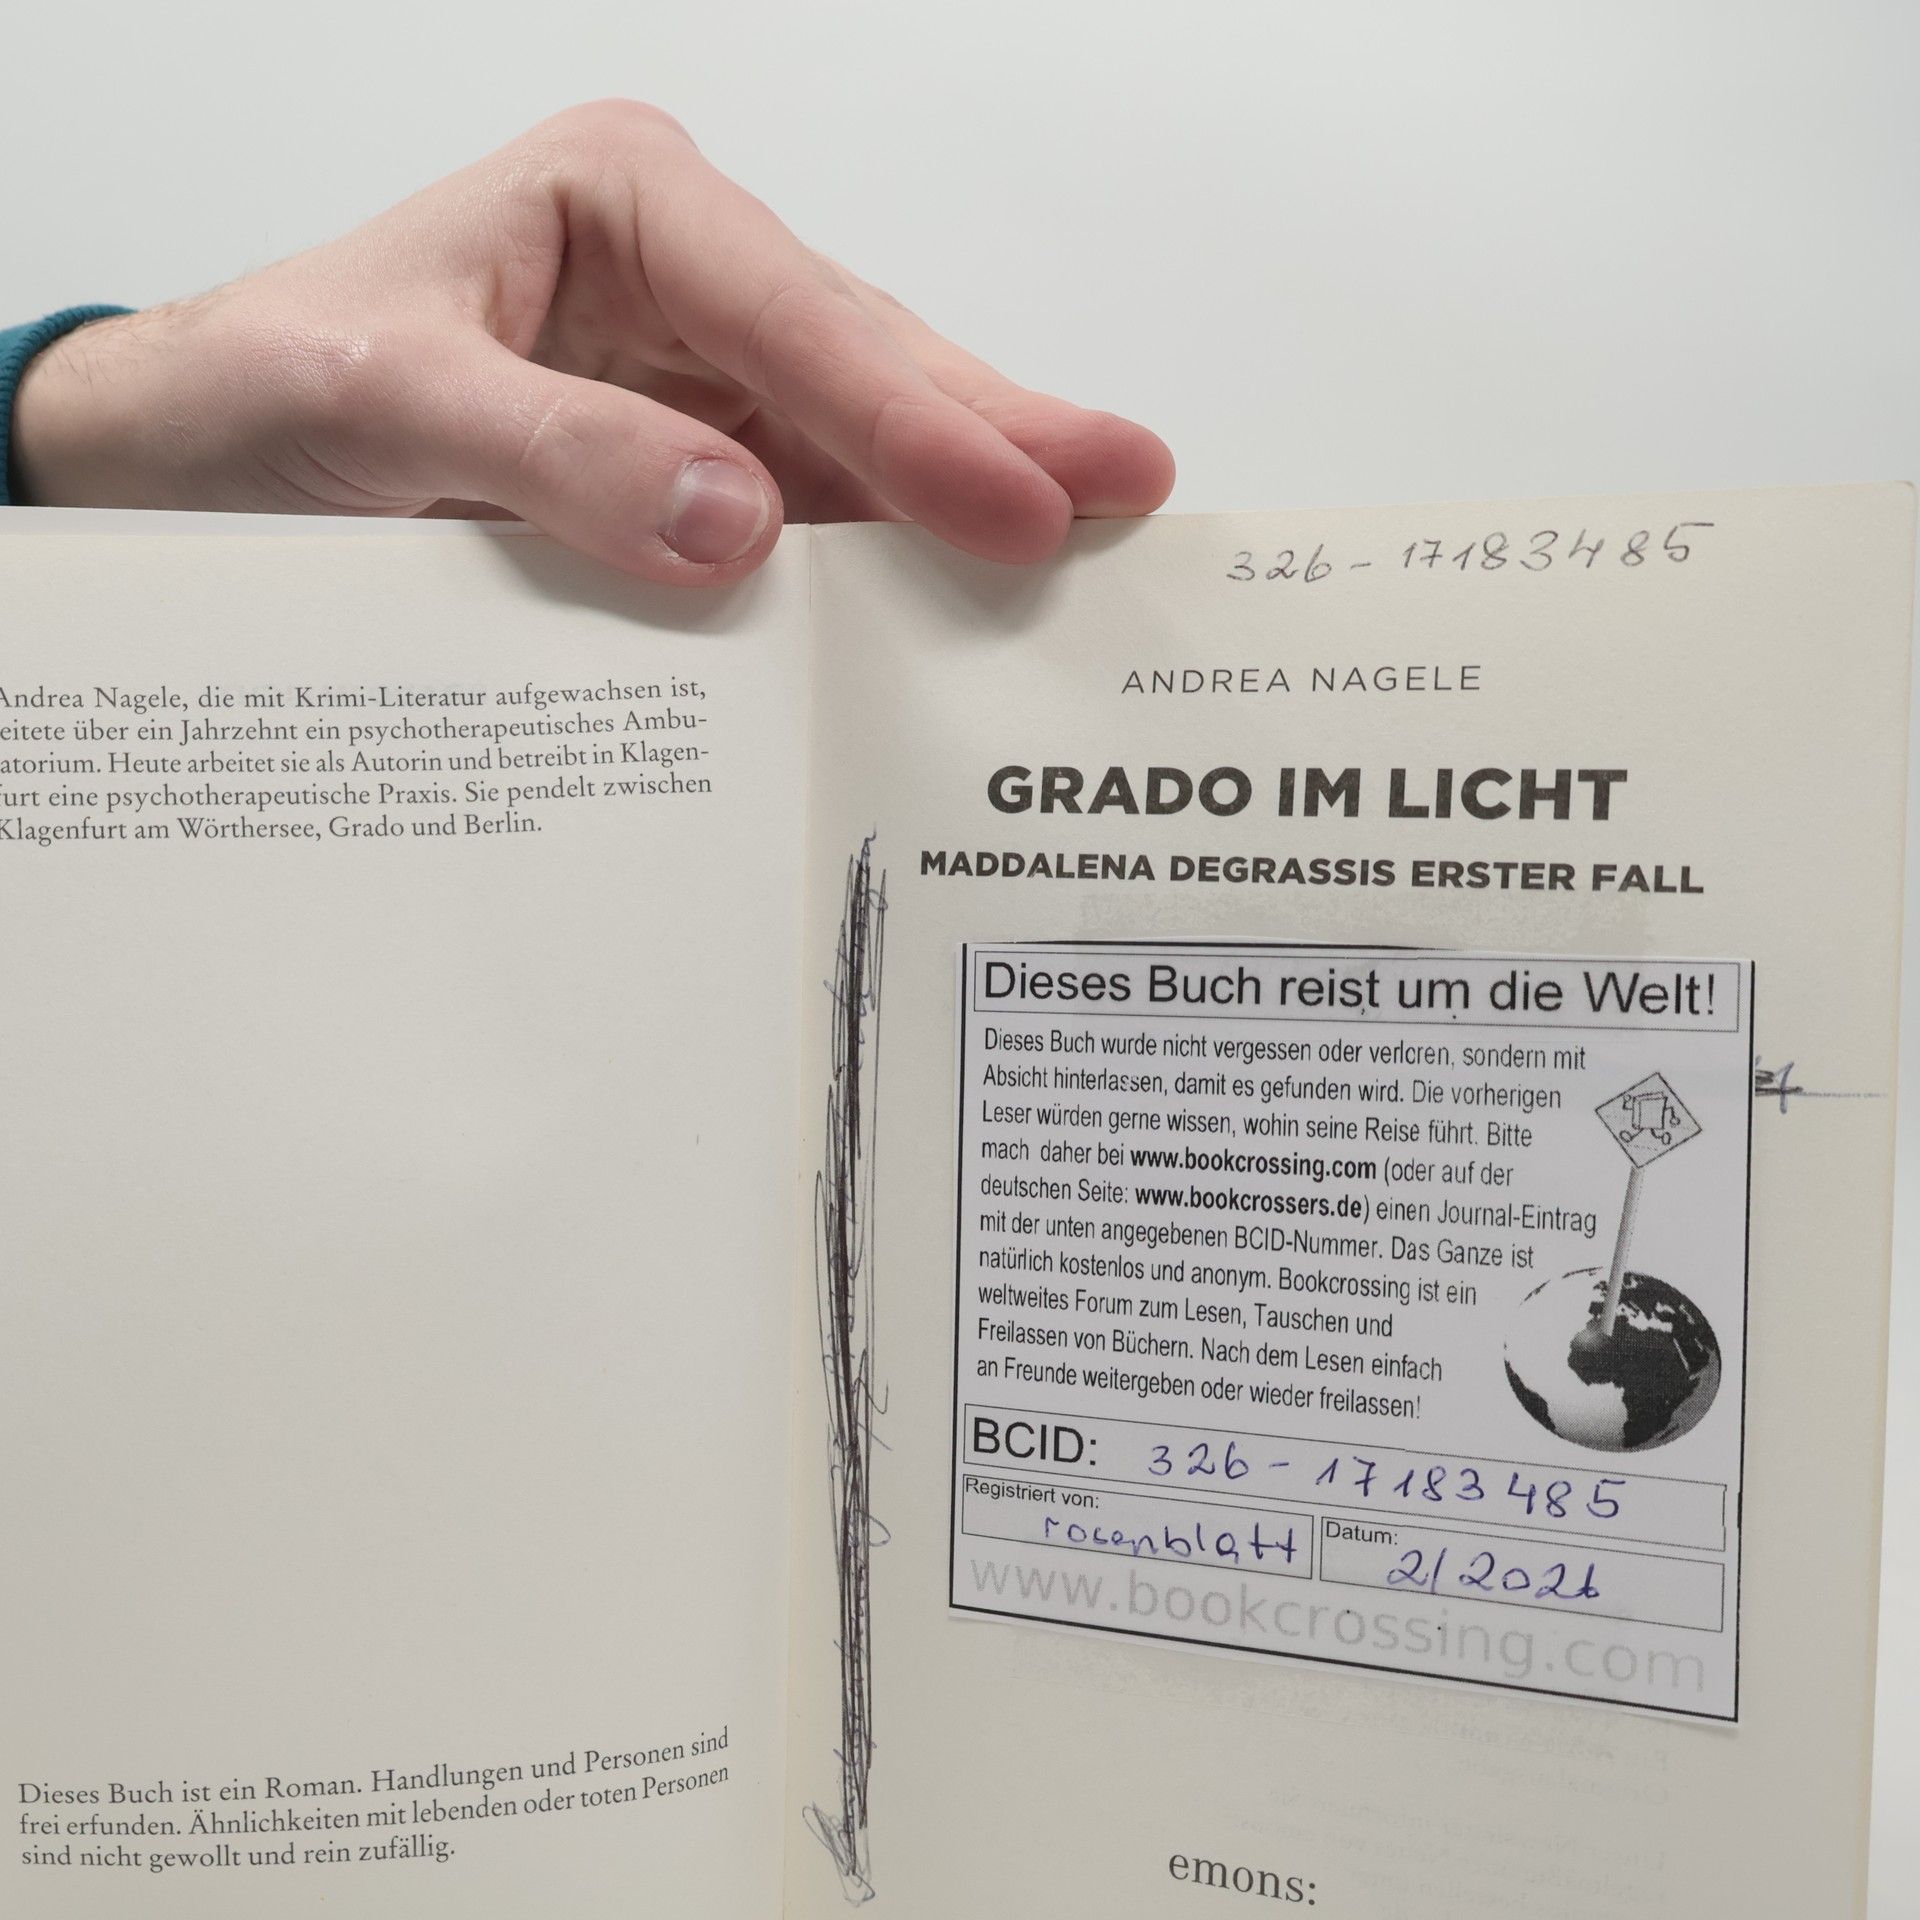 Andrea Nagele, die mit Krimi-Literatur aufgewachsen ist,
leitete über ein Jahrzehnt ein psychotherapeutisches Ambu-
latorium. Heute arbeitet sie als Autorin und betreibt in Klagen-
furt eine psychotherapeutische Praxis. Sie pendelt zwischen
Klagenfurt am Wörthersee, Grado und Berlin.
Dieses Buch ist ein Roman. Handlungen und Personen sind
frei erfunden. Ähnlichkeiten mit lebenden oder toten Personen
sind nicht gewollt und rein zufällig.
326-17183485
ANDREA NAGELE
GRADO IM LICHT
MADDALENA DEGRASSIS ERSTER FALL
Dieses Buch reist um die Welt!
Dieses Buch wurde nicht vergessen oder verloren, sondern mit
Absicht hinterlassen, damit es gefunden wird. Die vorherigen
Leser würden gerne wissen, wohin seine Reise führt. Bitte
mach daher bei www.bookcrossing.com (oder auf der
deutschen Seite: www.bookcrossers.de) einen Journal-Eintrag
mit der unten angegebenen BCID-Nummer. Das Ganze ist
natürlich kostenlos und anonym. Bookcrossing ist ein
weltweites Forum zum Lesen, Tauschen und
Freilassen von Büchern. Nach dem Lesen einfach
an Freunde weitergeben oder wieder freilassen!
BCID: 326-17183485
Registriert von: rosenblatt
Datum: 2/2026
www.bookcrossing.com
emons: